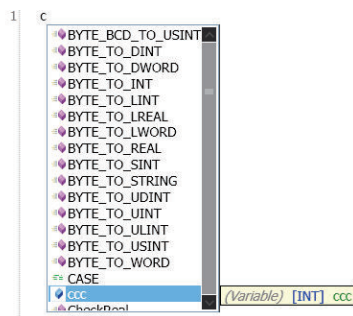 1 c
BYTE_BCD_TO_USINT
BYTE_TO_DINT
BYTE_TO_DWORD
BYTE_TO_INT
BYTE_TO_LINT
BYTE_TO_LREAL
BYTE_TO_LWORD
BYTE_TO_REAL
BYTE_TO_SINT
BYTE_TO_STRING
BYTE_TO_UDINT
BYTE_TO_UINT
BYTE_TO_ULINT
BYTE_TO_USINT
BYTE_TO_WORD
CASE
ccc (Variable) [INT] ccc
CheckReal